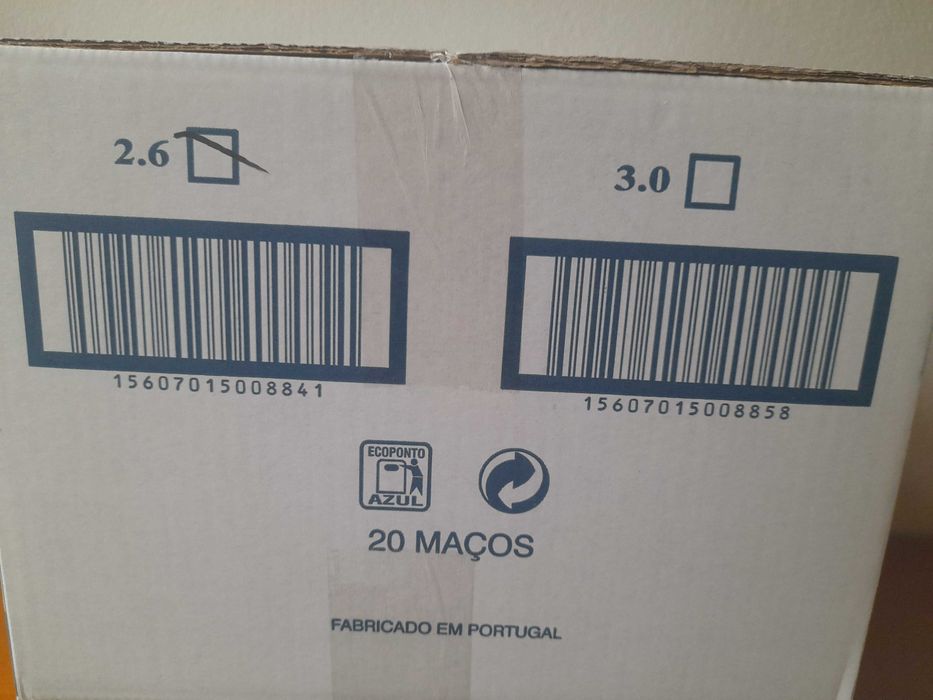 2.6
3.0
15607015008841
15607015008858
ECOPONTO
AZUL
20 MAÇOS
FABRICADO EM PORTUGAL